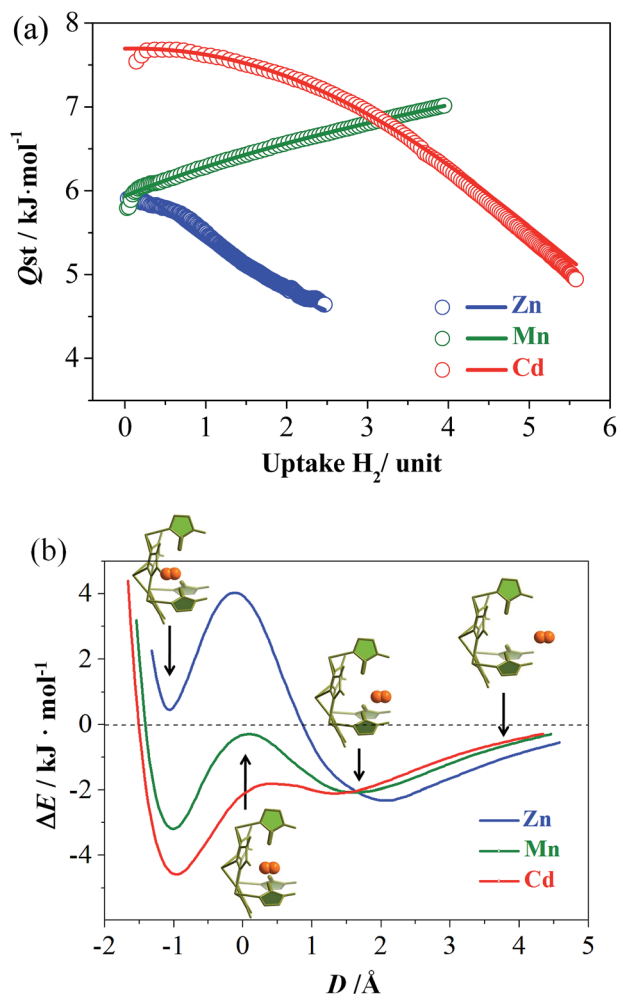 (a)
8
7
6
5
4
Qst / kJ·mol⁻¹
Zn
Mn
Cd
0 1 2 3 4 5 6
Uptake H₂/ unit
(b)
4
2
0
-2
-4
ΔE / kJ · mol⁻¹
Zn
Mn
Cd
-2 -1 0 1 2 3 4 5
D /Å